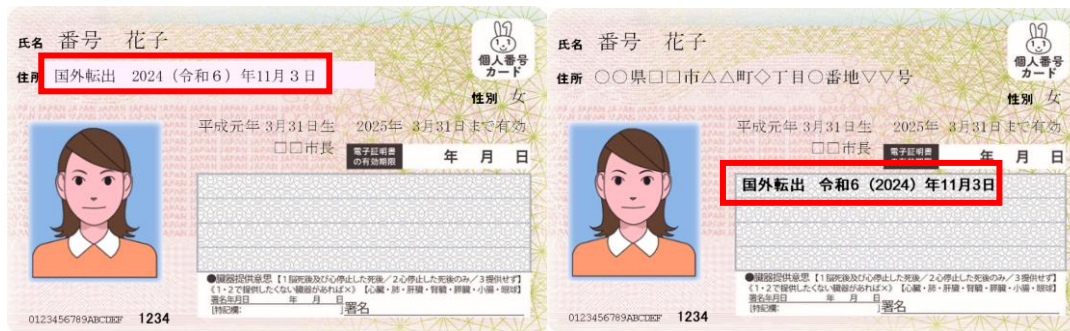 氏名 番号 花子
個人番号
カード
住所 国外転出 2024（令和６）年11月３日
性別 女
平成元年 3月31日生 2025年 3月31日まで有効
□□市長 電子証明書
の有効期限 年 月 日
●臓器提供意思【1 脳死後及び心停止した死後／2 心停止した死後のみ／3 提供せず】
《1・2で提供したくない臓器があれば×》【心臓・肺・肝臓・腎臓・膵臓・小腸・眼球】
署名年月日 年 月 日
[特記欄: ] 署名
0123456789ABCDEF 1234
氏名 番号 花子
個人番号
カード
住所 ○○県□□市△△町◇丁目○番地▽▽号
性別 女
平成元年 3月31日生 2025年 3月31日まで有効
□□市長 電子証明書
の有効期限 年 月 日
国外転出 令和6（2024）年11月3日
●臓器提供意思【1 脳死後及び心停止した死後／2 心停止した死後のみ／3 提供せず】
《1・2で提供したくない臓器があれば×》【心臓・肺・肝臓・腎臓・膵臓・小腸・眼球】
署名年月日 年 月 日
[特記欄: ] 署名
0123456789ABCDEF 1234